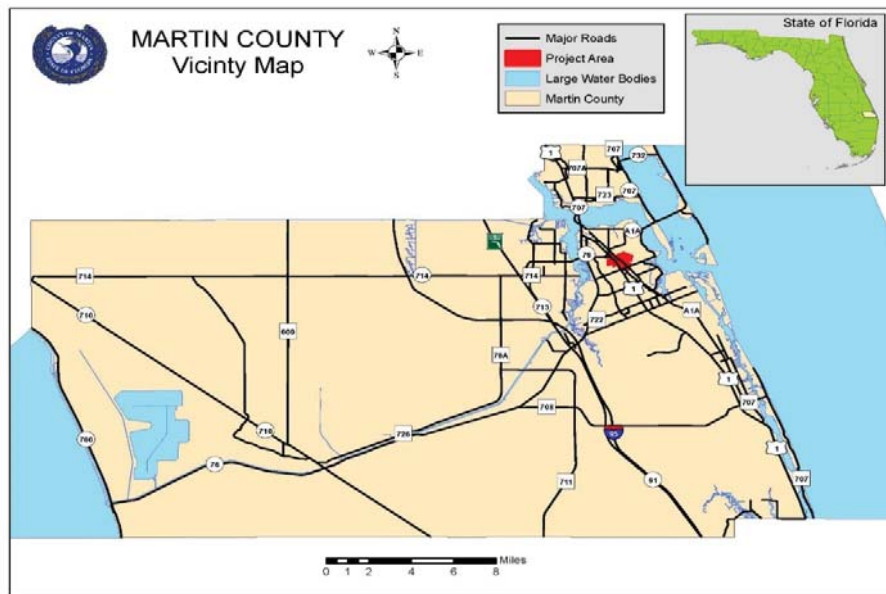 MARTIN COUNTY
Vicinty Map
N
W
E
S
Major Roads
Project Area
Large Water Bodies
Martin County
State of Florida
1
707
732
707A
723
707
707
A1A
76
714
714
714
1
710
713
609
722
A1A
76A
1
708
707
710
726
95
760
1
76
711
91
707
Miles
0 1 2 4 6 8